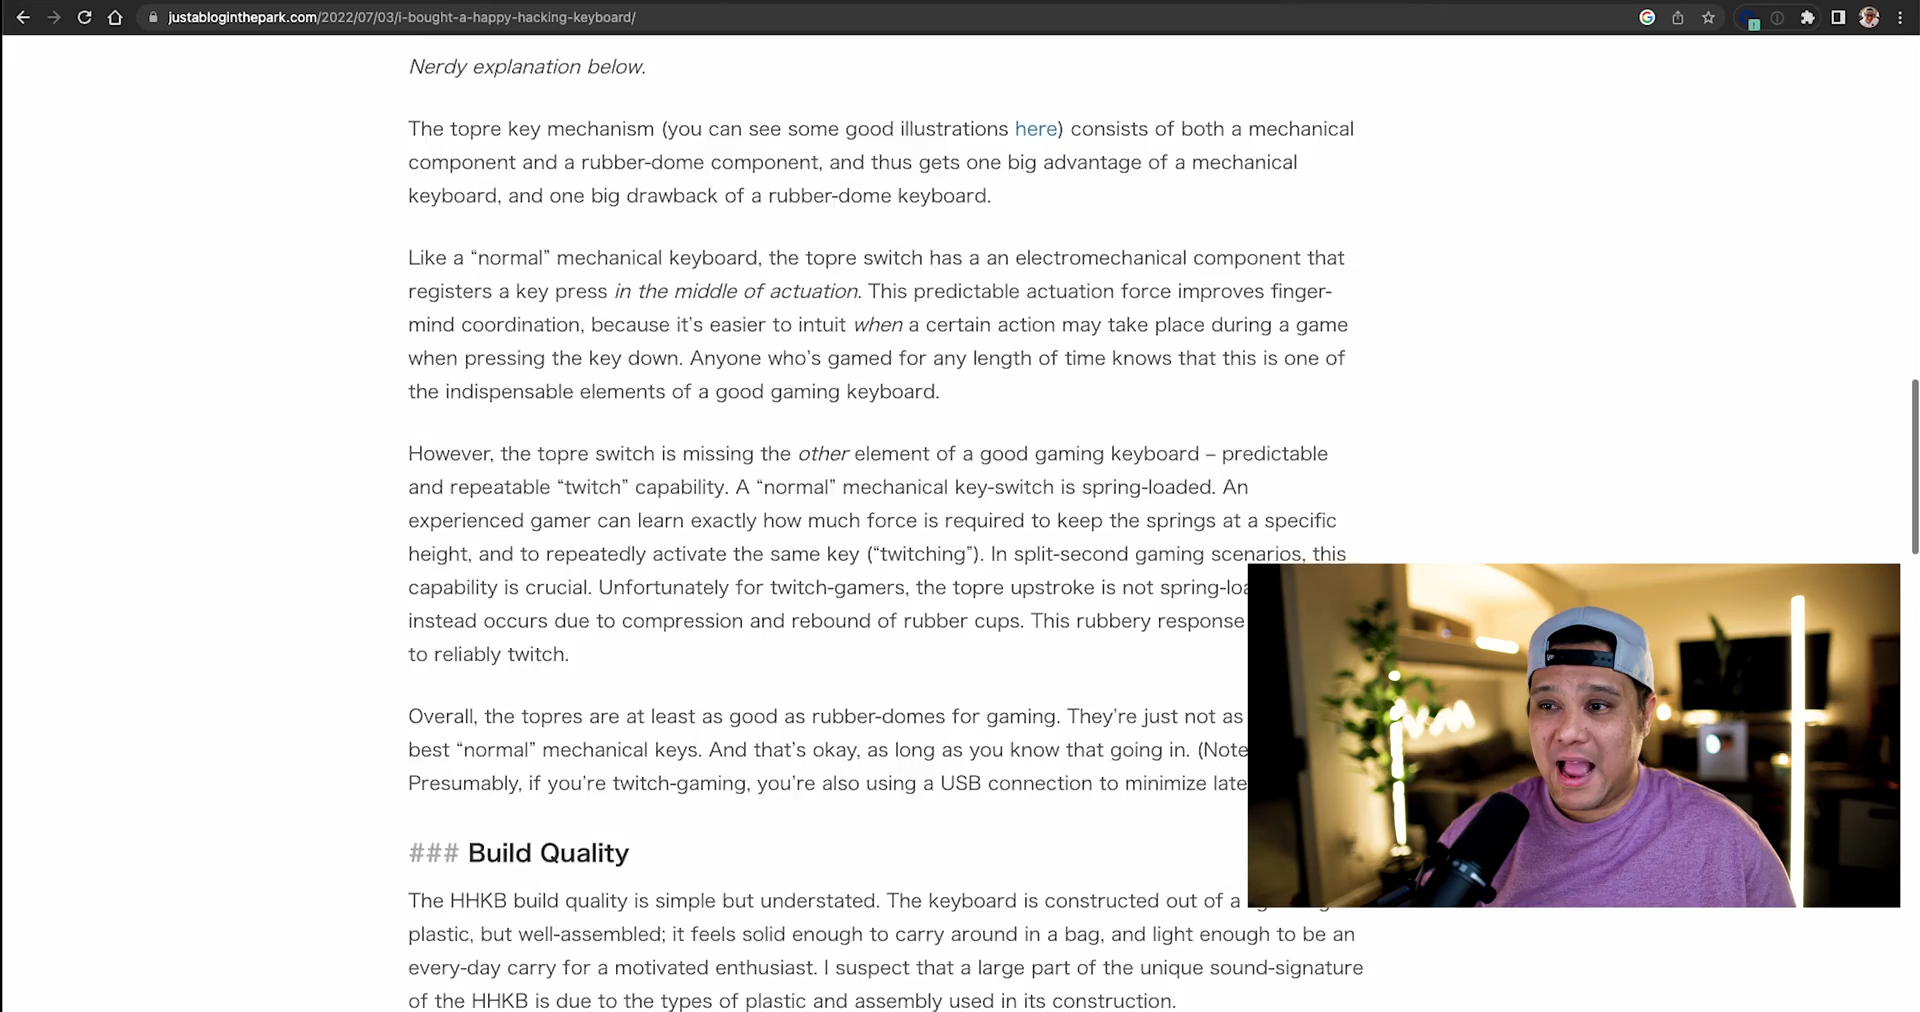 justabloginthepark.com/2022/07/03/i-bought-a-happy-hacking-keyboard/
Nerdy explanation below.
The topre key mechanism (you can see some good illustrations here) consists of both a mechanical
component and a rubber-dome component, and thus gets one big advantage of a mechanical
keyboard, and one big drawback of a rubber-dome keyboard.
Like a “normal” mechanical keyboard, the topre switch has a an electromechanical component that
registers a key press in the middle of actuation. This predictable actuation force improves finger-
mind coordination, because it’s easier to intuit when a certain action may take place during a game
when pressing the key down. Anyone who’s gamed for any length of time knows that this is one of
the indispensable elements of a good gaming keyboard.
However, the topre switch is missing the other element of a good gaming keyboard – predictable
and repeatable “twitch” capability. A “normal” mechanical key-switch is spring-loaded. An
experienced gamer can learn exactly how much force is required to keep the springs at a specific
height, and to repeatedly activate the same key (“twitching”). In split-second gaming scenarios, this
capability is crucial. Unfortunately for twitch-gamers, the topre upstroke is not spring-loa
instead occurs due to compression and rebound of rubber cups. This rubbery response
to reliably twitch.
Overall, the topres are at least as good as rubber-domes for gaming. They’re just not as
best “normal” mechanical keys. And that’s okay, as long as you know that going in. (Note
Presumably, if you’re twitch-gaming, you’re also using a USB connection to minimize late
### Build Quality
The HHKB build quality is simple but understated. The keyboard is constructed out of a
plastic, but well-assembled; it feels solid enough to carry around in a bag, and light enough to be an
every-day carry for a motivated enthusiast. I suspect that a large part of the unique sound-signature
of the HHKB is due to the types of plastic and assembly used in its construction.